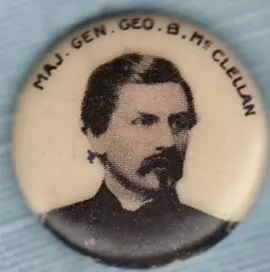 MAJ. GEN. GEO. B. McCLELLAN